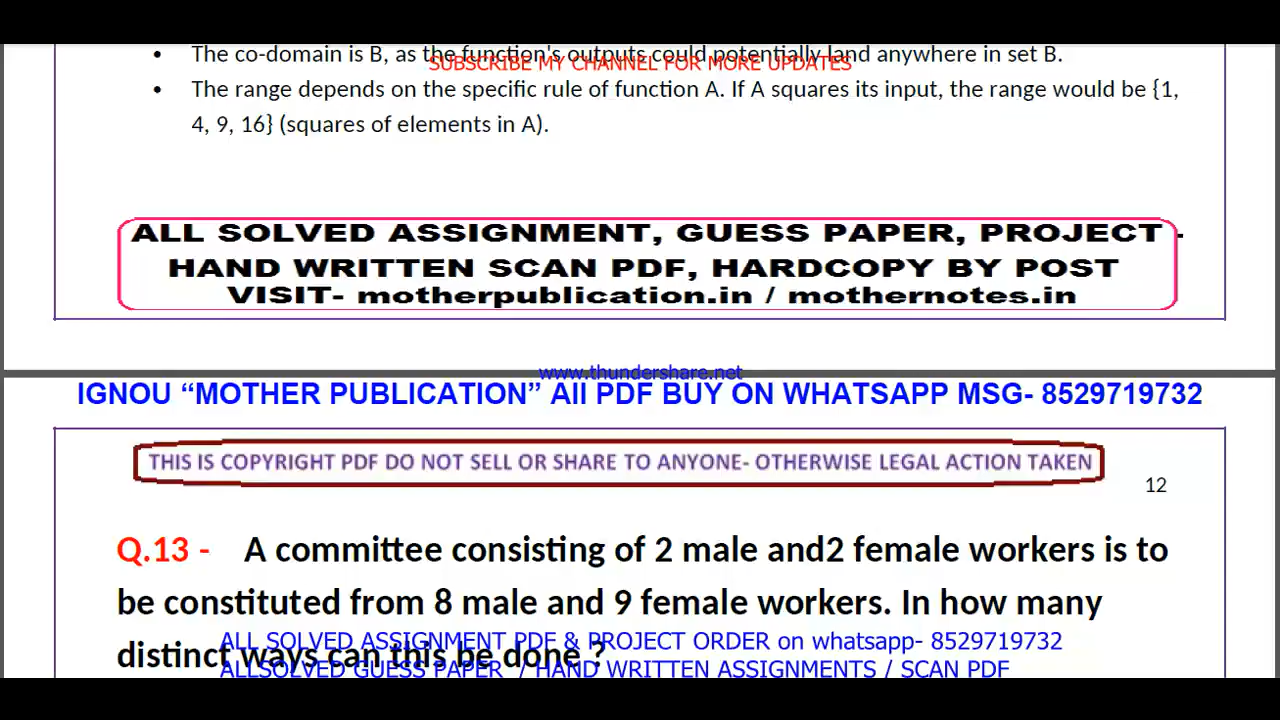 • The co-domain is B, as the function's outputs could potentially land anywhere in set B.
SUBSCRIBE MY CHANNEL FOR MORE UPDATES
• The range depends on the specific rule of function A. If A squares its input, the range would be {1,
4, 9, 16} (squares of elements in A).
ALL SOLVED ASSIGNMENT, GUESS PAPER, PROJECT -
HAND WRITTEN SCAN PDF, HARDCOPY BY POST
VISIT- motherpublication.in / mothernotes.in
www.thundershare.net
IGNOU “MOTHER PUBLICATION” All PDF BUY ON WHATSAPP MSG- 8529719732
THIS IS COPYRIGHT PDF DO NOT SELL OR SHARE TO ANYONE- OTHERWISE LEGAL ACTION TAKEN
12
Q.13 - A committee consisting of 2 male and2 female workers is to
be constituted from 8 male and 9 female workers. In how many
ALL SOLVED ASSIGNMENT PDF & PROJECT ORDER on whatsapp- 8529719732
distinct ways can this be done ?
ALLSOLVED GUESS PAPER / HAND WRITTEN ASSIGNMENTS / SCAN PDF